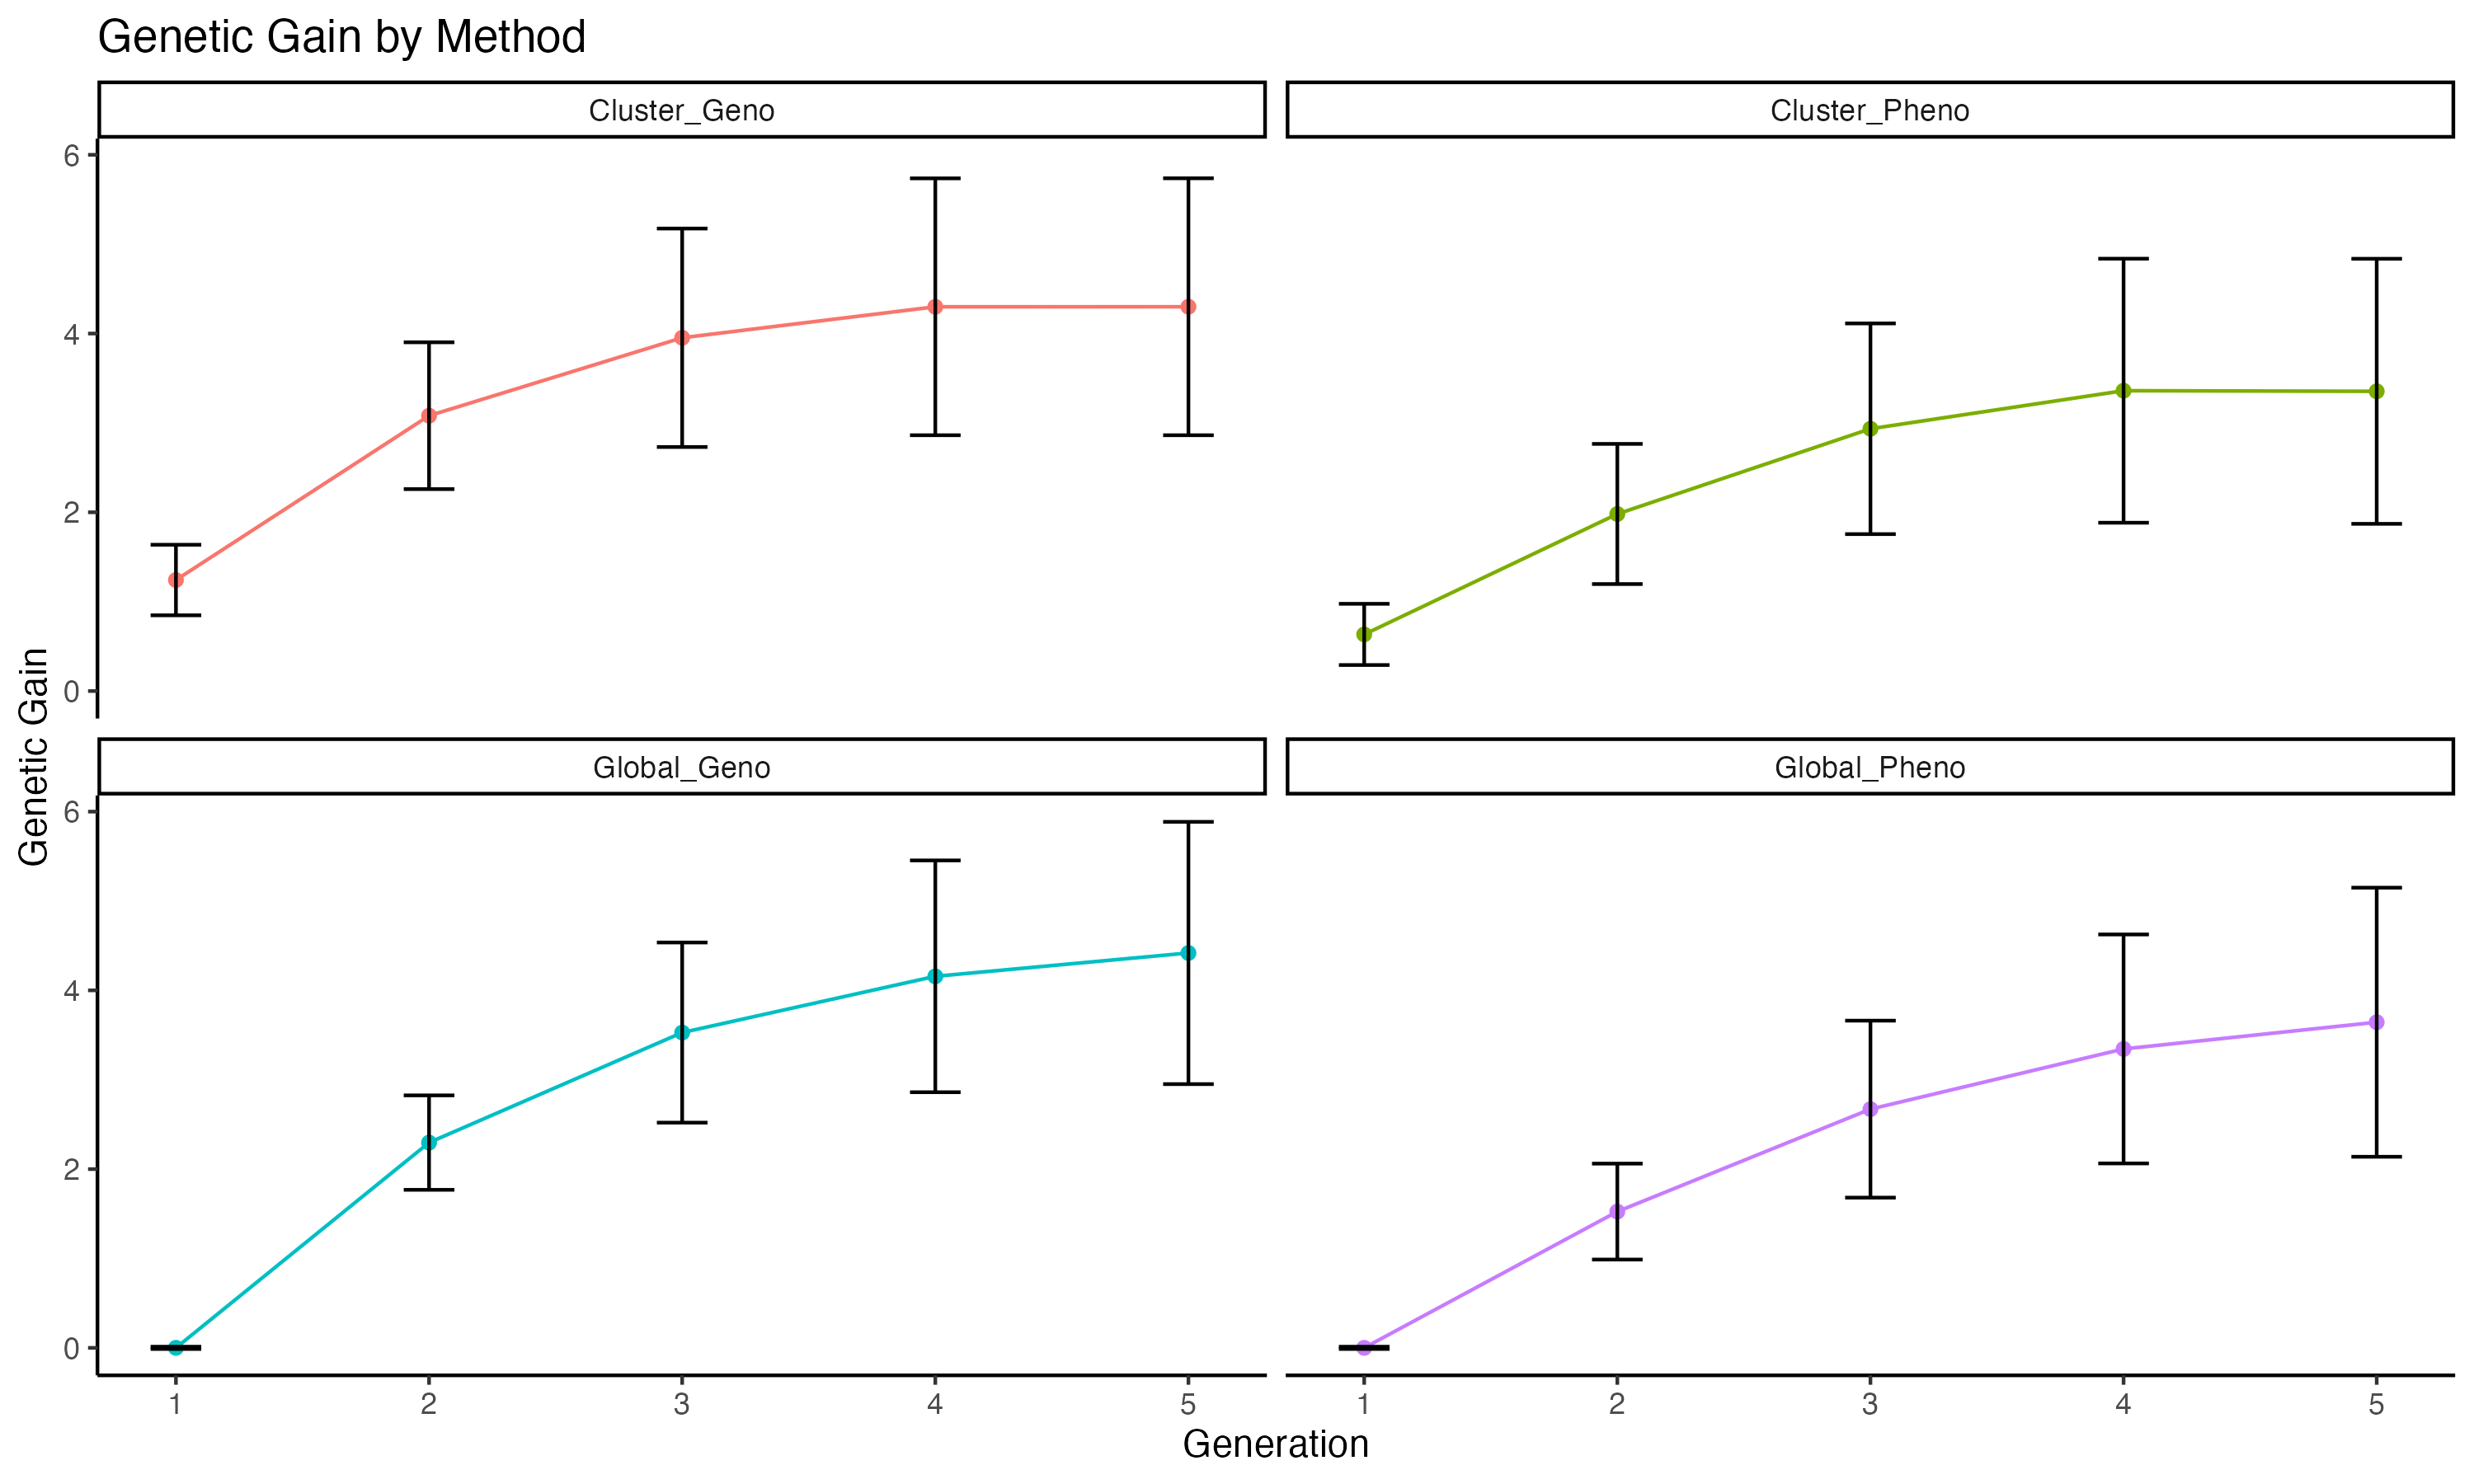 Genetic Gain by Method
Cluster_Geno
Cluster_Pheno
6
4
2
0
Genetic Gain
Global_Geno
Global_Pheno
6
4
2
0
1 2 3 4 5
1 2 3 4 5
Generation